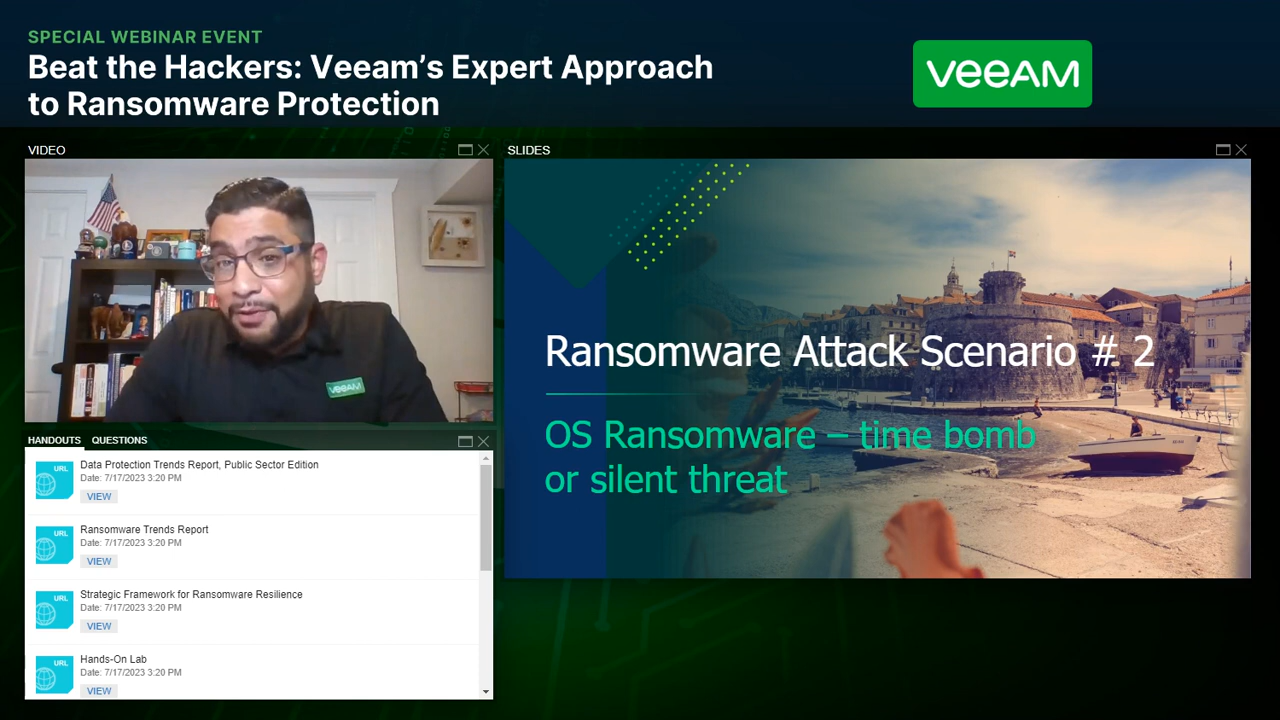 SPECIAL WEBINAR EVENT
Beat the Hackers: Veeam’s Expert Approach
to Ransomware Protection
VEEAM
VIDEO
VEEAM
SLIDES
Ransomware Attack Scenario # 2
OS Ransomware – time bomb
or silent threat
HANDOUTS QUESTIONS
URL
Data Protection Trends Report, Public Sector Edition
Date: 7/17/2023 3:20 PM
VIEW
URL
Ransomware Trends Report
Date: 7/17/2023 3:20 PM
VIEW
URL
Strategic Framework for Ransomware Resilience
Date: 7/17/2023 3:20 PM
VIEW
URL
Hands-On Lab
Date: 7/17/2023 3:20 PM
VIEW